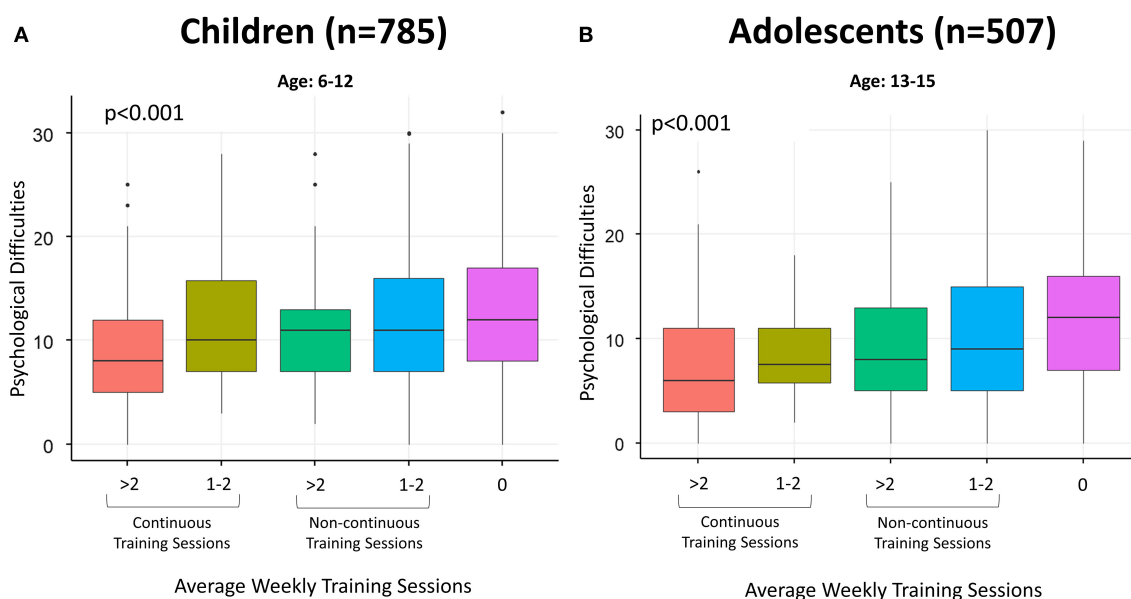 A
Children (n=785)
Age: 6-12
p<0.001
Psychological Difficulties
30
20
10
0
>2
1-2
>2
1-2
0
Continuous
Training Sessions
Non-continuous
Training Sessions
Average Weekly Training Sessions
B
Adolescents (n=507)
Age: 13-15
p<0.001
Psychological Difficulties
30
20
10
0
>2
1-2
>2
1-2
0
Continuous
Training Sessions
Non-continuous
Training Sessions
Average Weekly Training Sessions